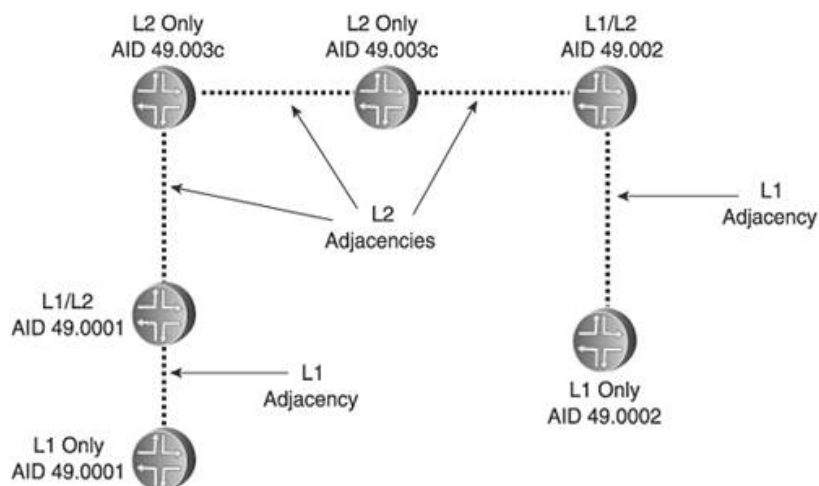 L2 Only
AID 49.003c
L2 Only
AID 49.003c
L1/L2
AID 49.002
L1
Adjacency
L2
Adjacencies
L1/L2
AID 49.0001
L1
Adjacency
L1 Only
AID 49.0002
L1 Only
AID 49.0001